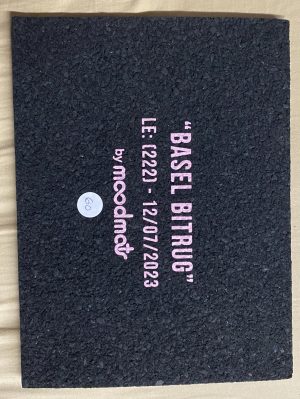 “BASEL BITRUG”
LE: (222) - 12/07/2023
by moodmats
60